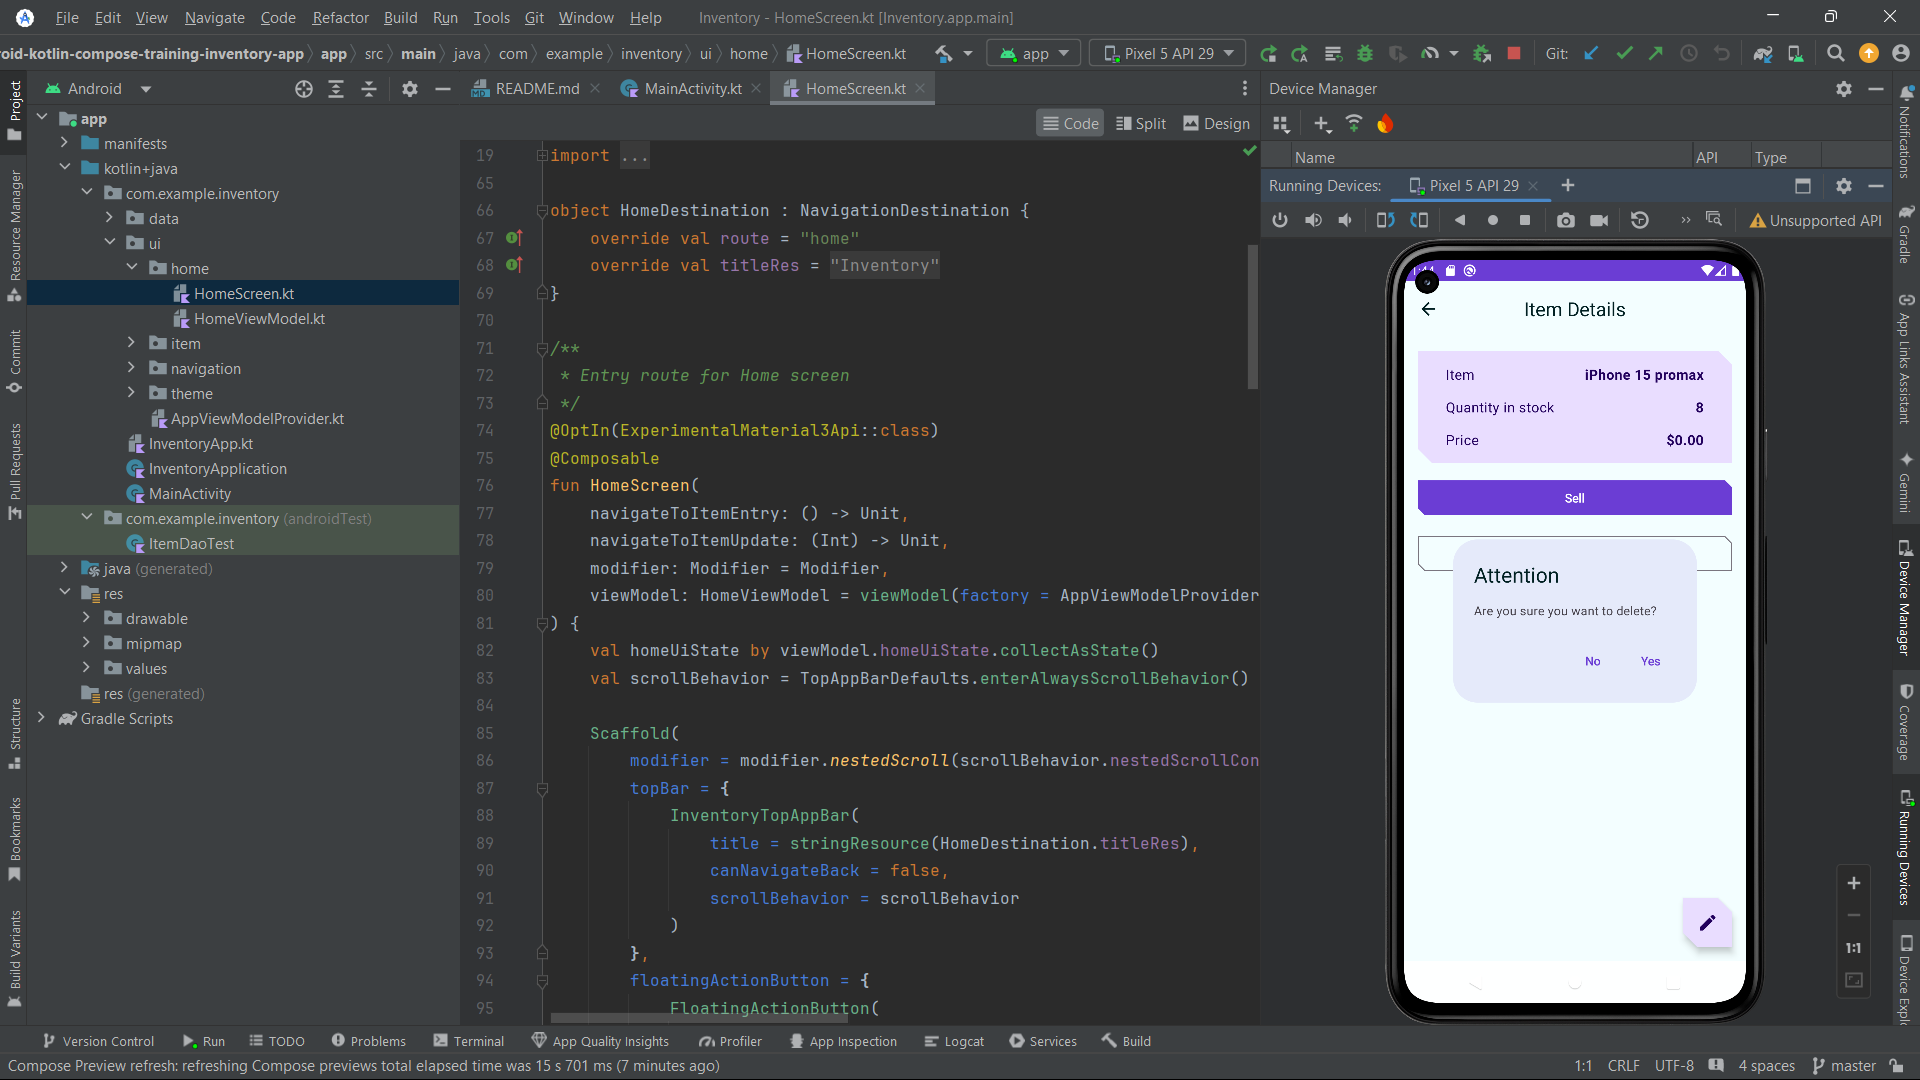 File Edit View Navigate Code Refactor Build Run Tools Git Window Help Inventory - HomeScreen.kt [Inventory.app.main]
oid-kotlin-compose-training-inventory-app app src main java com example inventory ui home HomeScreen.kt app Pixel 5 API 29 Git:
Android README.md MainActivity.kt HomeScreen.kt Device Manager
Code Split Design
Name API Type
Running Devices: Pixel 5 API 29
Unsupported API
Project
Resource Manager
Commit
Pull Requests
Structure
Bookmarks
Build Variants
app
manifests
kotlin+java
com.example.inventory
data
ui
home
HomeScreen.kt
HomeViewModel.kt
item
navigation
theme
AppViewModelProvider.kt
InventoryApp.kt
InventoryApplication
MainActivity
com.example.inventory (androidTest)
ItemDaoTest
java (generated)
res
drawable
mipmap
values
res (generated)
Gradle Scripts
19 import ...
65
66 object HomeDestination : NavigationDestination {
67 override val route = "home"
68 override val titleRes = "Inventory"
69 }
70
71 /**
72 * Entry route for Home screen
73 */
74 @OptIn(ExperimentalMaterial3Api::class)
75 @Composable
76 fun HomeScreen(
77 navigateToItemEntry: () -> Unit,
78 navigateToItemUpdate: (Int) -> Unit,
79 modifier: Modifier = Modifier,
80 viewModel: HomeViewModel = viewModel(factory = AppViewModelProvider
81 ) {
82 val homeUiState by viewModel.homeUiState.collectAsState()
83 val scrollBehavior = TopAppBarDefaults.enterAlwaysScrollBehavior()
84
85 Scaffold(
86 modifier = modifier.nestedScroll(scrollBehavior.nestedScrollCon
87 topBar = {
88 InventoryTopAppBar(
89 title = stringResource(HomeDestination.titleRes),
90 canNavigateBack = false,
91 scrollBehavior = scrollBehavior
92 )
93 },
94 floatingActionButton = {
95 FloatingActionButton(
Item Details
Item iPhone 15 promax
Quantity in stock 8
Price $0.00
Sell
Attention
Are you sure you want to delete?
No Yes
1:1
Notifications
Gradle
App Links Assistant
Gemini
Device Manager
Coverage
Running Devices
Device Explo
Version Control Run TODO Problems Terminal App Quality Insights Profiler App Inspection Logcat Services Build
Compose Preview refresh: refreshing Compose previews total elapsed time was 15 s 701 ms (7 minutes ago) 1:1 CRLF UTF-8 4 spaces master